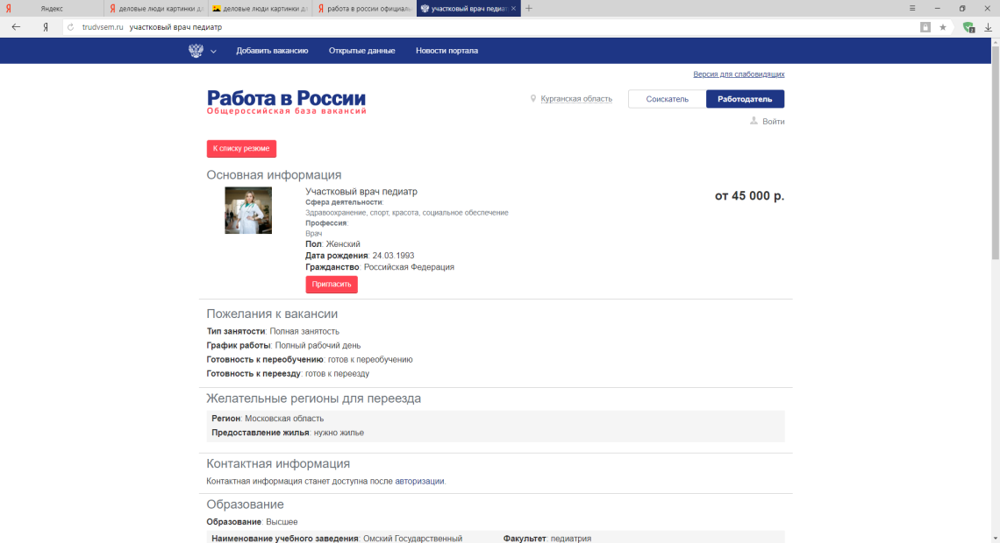 Яндекс
деловые люди картинки дл
деловые люди картинки дл
работа в россии официаль
участковый врач педиат
trudvsem.ru участковый врач педиатр
Добавить вакансию Открытые данные Новости портала
Версия для слабовидящих
Работа в России
Общероссийская база вакансий
Курганская область
Соискатель
Работодатель
Войти
К списку резюме
Основная информация
Участковый врач педиатр
от 45 000 р.
Сфера деятельности:
Здравоохранение, спорт, красота, социальное обеспечение
Профессия:
Врач
Пол: Женский
Дата рождения: 24.03.1993
Гражданство: Российская Федерация
Пригласить
Пожелания к вакансии
Тип занятости: Полная занятость
График работы: Полный рабочий день
Готовность к переобучению: готов к переобучению
Готовность к переезду: готов к переезду
Желательные регионы для переезда
Регион: Московская область
Предоставление жилья: нужно жилье
Контактная информация
Контактная информация станет доступна после авторизации.
Образование
Образование: Высшее
Наименование учебного заведения: Омский Государственный Факультет: педиатрия